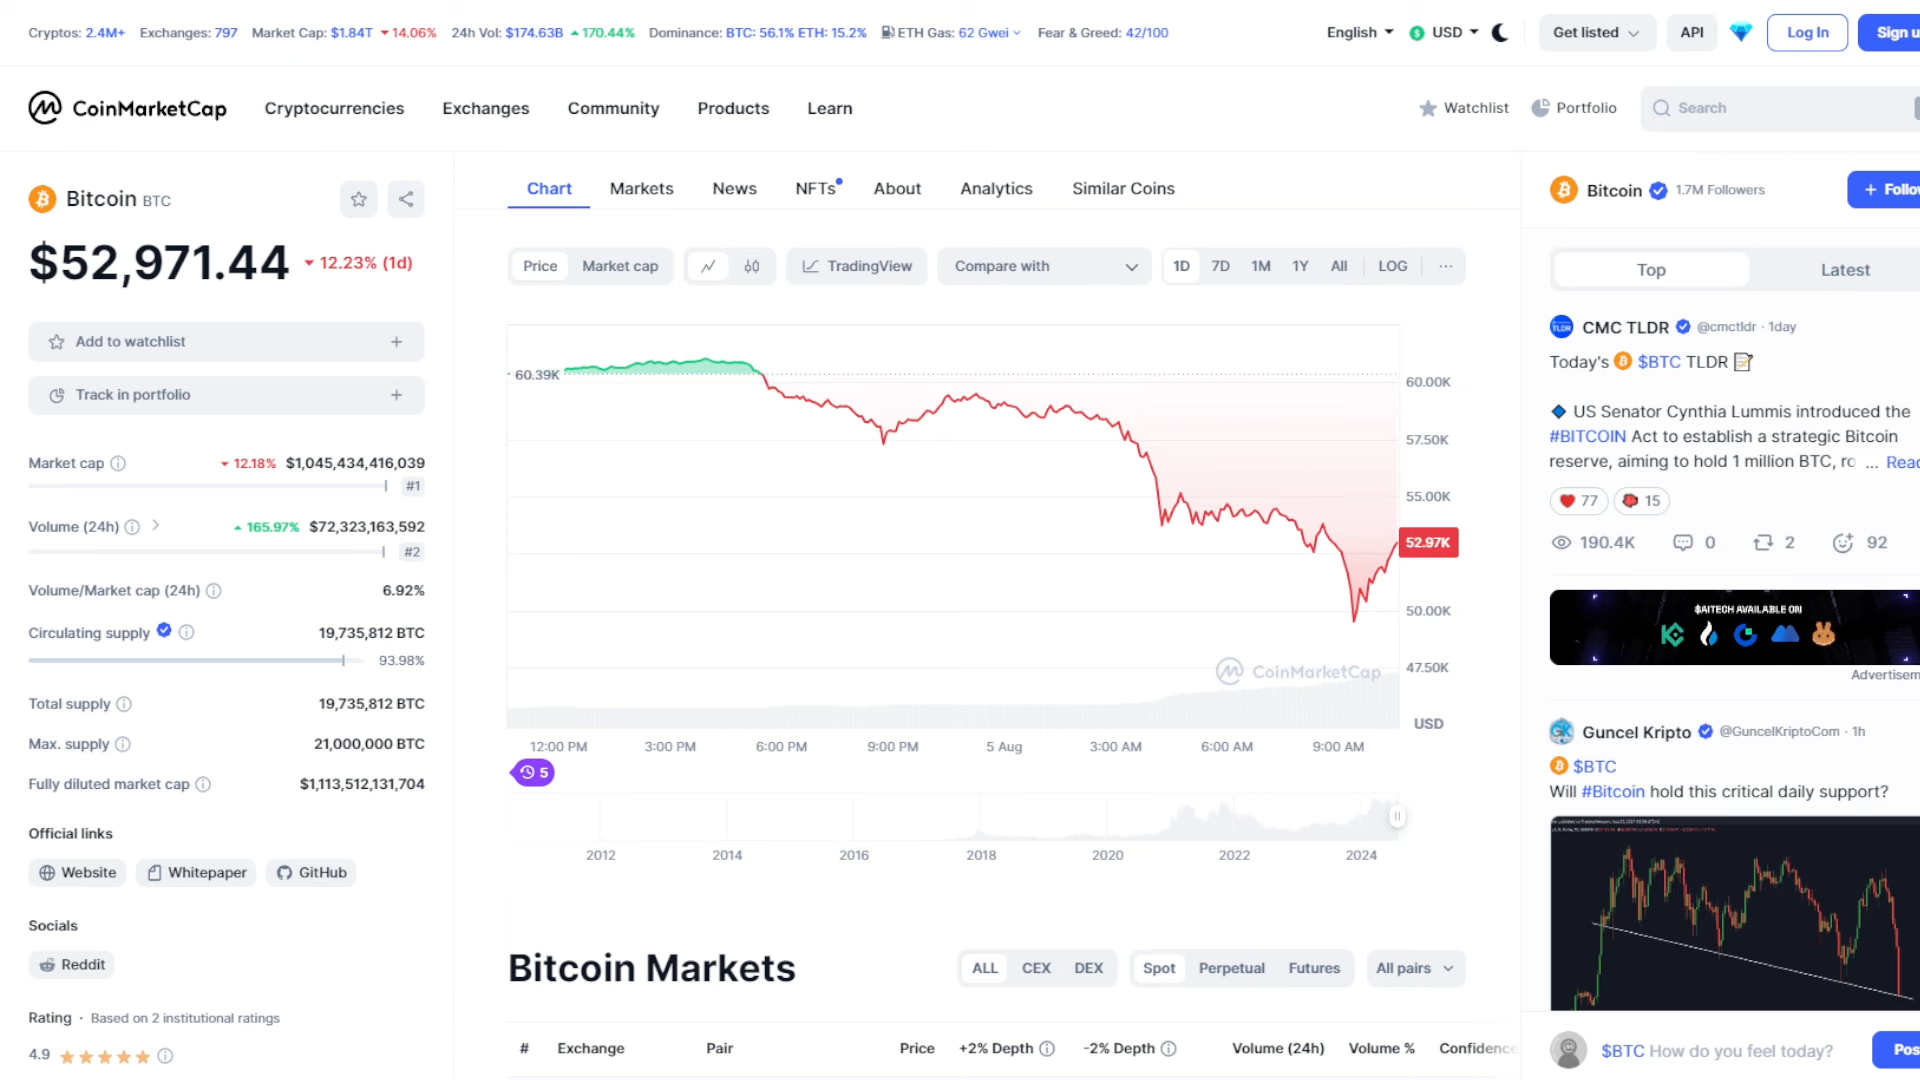 Cryptos: 2.4M+ Exchanges: 797 Market Cap: $1.84T 14.06% 24h Vol: $174.63B 170.44% Dominance: BTC: 56.1% ETH: 15.2% ETH Gas: 62 Gwei Fear & Greed: 42/100
English USD Get listed API Log In Sign u
CoinMarketCap Cryptocurrencies Exchanges Community Products Learn
Watchlist Portfolio Search
Bitcoin BTC
$52,971.44 12.23% (1d)
Add to watchlist +
Track in portfolio +
Market cap 12.18% $1,045,434,416,039
#1
Volume (24h) 165.97% $72,323,163,592
#2
Volume/Market cap (24h) 6.92%
Circulating supply 19,735,812 BTC
93.98%
Total supply 19,735,812 BTC
Max. supply 21,000,000 BTC
Fully diluted market cap $1,113,512,131,704
Official links
Website Whitepaper GitHub
Socials
Reddit
Rating · Based on 2 institutional ratings
4.9
Chart Markets News NFTs About Analytics Similar Coins
Price Market cap TradingView Compare with 1D 7D 1M 1Y All LOG ...
60.39K
60.00K
57.50K
55.00K
52.97K
50.00K
47.50K
CoinMarketCap
USD
12:00 PM 3:00 PM 6:00 PM 9:00 PM 5 Aug 3:00 AM 6:00 AM 9:00 AM
5
2012 2014 2016 2018 2020 2022 2024
Bitcoin Markets
ALL CEX DEX Spot Perpetual Futures All pairs
# Exchange Pair Price +2% Depth -2% Depth Volume (24h) Volume % Confidence
Bitcoin 1.7M Followers + Follow
Top Latest
CMC TLDR @cmctldr · 1day
Today's $BTC TLDR
US Senator Cynthia Lummis introduced the
#BITCOIN Act to establish a strategic Bitcoin
reserve, aiming to hold 1 million BTC, ro ... Read
77 15
190.4K 0 2 92
$AITECH AVAILABLE ON
Advertisem
Guncel Kripto @GuncelKriptoCom · 1h
$BTC
Will #Bitcoin hold this critical daily support?
$BTC How do you feel today? Pos